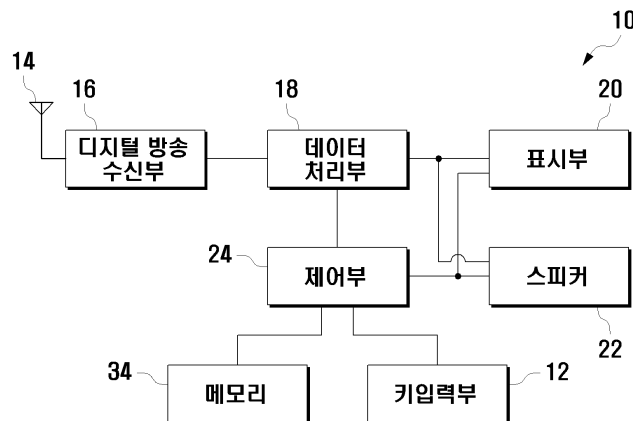 10
14
16
18
20
디지털 방송
수신부
데이터
처리부
표시부
24
제어부
스피커
22
34
메모리
키입력부
12